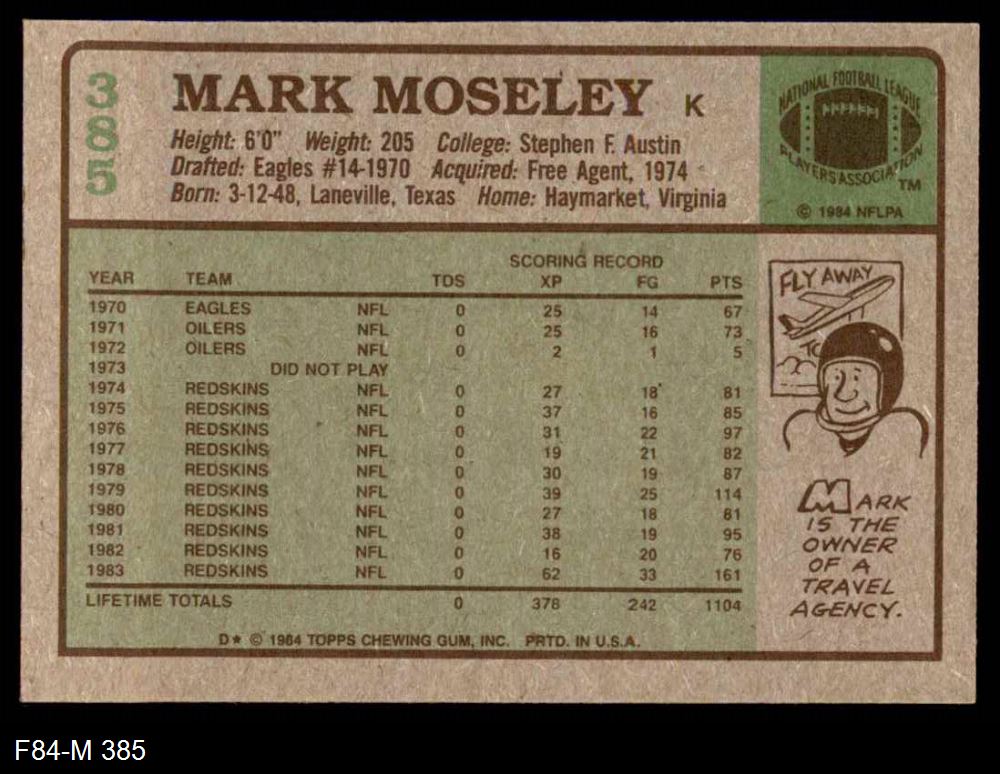 385
MARK MOSELEY K
Height: 6'0" Weight: 205 College: Stephen F. Austin
Drafted: Eagles #14-1970 Acquired: Free Agent, 1974
Born: 3-12-48, Laneville, Texas Home: Haymarket, Virginia
NATIONAL FOOTBALL LEAGUE
PLAYERS ASSOCIATION
TM
© 1984 NFLPA
SCORING RECORD
YEAR TEAM TDS XP FG PTS
1970 EAGLES NFL 0 25 14 67
1971 OILERS NFL 0 25 16 73
1972 OILERS NFL 0 2 1 5
1973 DID NOT PLAY
1974 REDSKINS NFL 0 27 18 81
1975 REDSKINS NFL 0 37 16 85
1976 REDSKINS NFL 0 31 22 97
1977 REDSKINS NFL 0 19 21 82
1978 REDSKINS NFL 0 30 19 87
1979 REDSKINS NFL 0 39 25 114
1980 REDSKINS NFL 0 27 18 81
1981 REDSKINS NFL 0 38 19 95
1982 REDSKINS NFL 0 16 20 76
1983 REDSKINS NFL 0 62 33 161
LIFETIME TOTALS 0 378 242 1104
D★ © 1984 TOPPS CHEWING GUM, INC. PRTD. IN U.S.A.
FLY AWAY
TO
MARK
IS THE
OWNER
OF A
TRAVEL
AGENCY.
F84-M 385